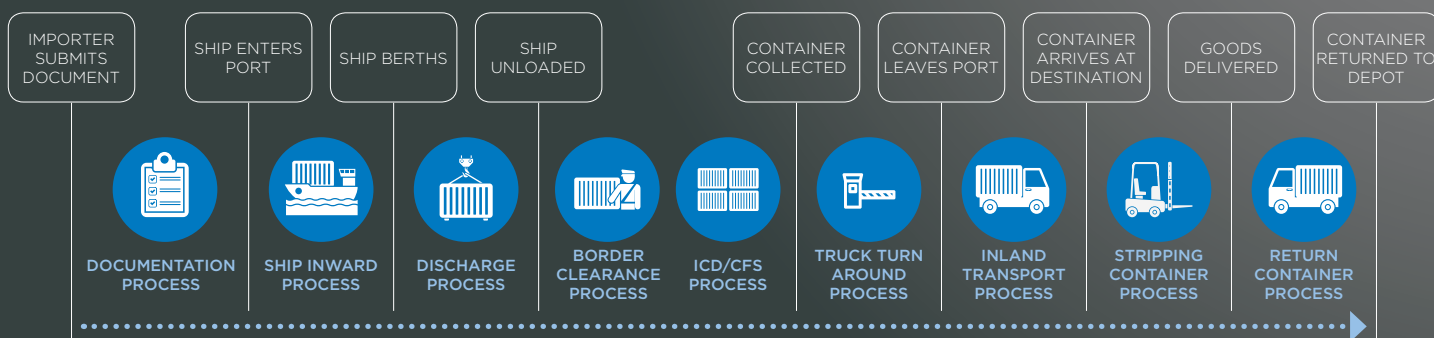 IMPORTER
SUBMITS
DOCUMENT
SHIP ENTERS
PORT
SHIP BERTHS
SHIP
UNLOADED
CONTAINER
COLLECTED
CONTAINER
LEAVES PORT
CONTAINER
ARRIVES AT
DESTINATION
GOODS
DELIVERED
CONTAINER
RETURNED TO
DEPOT
DOCUMENTATION
PROCESS
SHIP INWARD
PROCESS
DISCHARGE
PROCESS
BORDER
CLEARANCE
PROCESS
ICD/CFS
PROCESS
TRUCK TURN
AROUND
PROCESS
INLAND
TRANSPORT
PROCESS
STRIPPING
CONTAINER
PROCESS
RETURN
CONTAINER
PROCESS